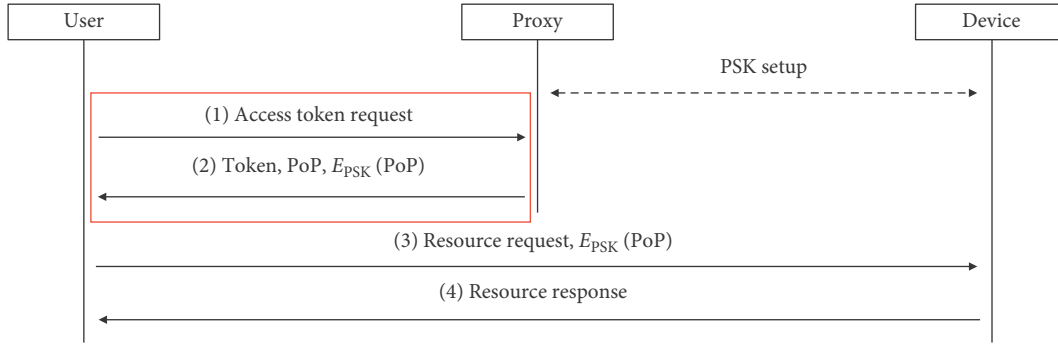 User
Proxy
Device
PSK setup
(1) Access token request
(2) Token, PoP, E_PSK (PoP)
(3) Resource request, E_PSK (PoP)
(4) Resource response